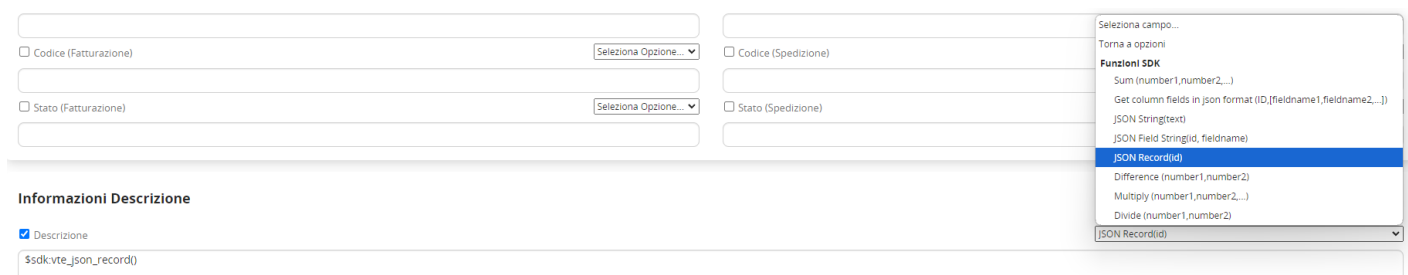 Seleziona campo...
Torna a opzioni
Funzioni SDK
Sum (number1,number2,...)
Get column fields in json format (ID,[fieldname1,fieldname2,...])
JSON String(text)
JSON Field String(id, fieldname)
JSON Record(id)
Difference (number1,number2)
Multiply (number1,number2,...)
Divide (number1,number2)
Codice (Fatturazione)
Seleziona Opzione...
Codice (Spedizione)
Stato (Fatturazione)
Seleziona Opzione...
Stato (Spedizione)
Informazioni Descrizione
Descrizione
JSON Record(id)
$sdk:vte_json_record()